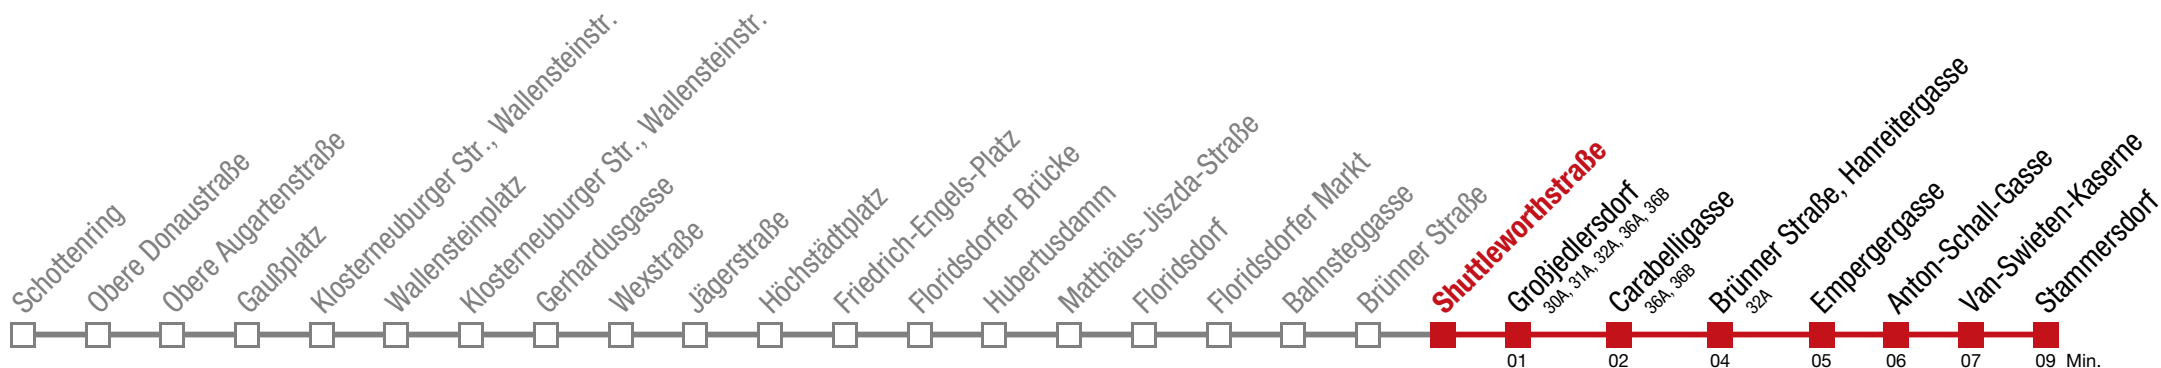 Schottenring
Obere Donaustraße
Obere Augartenstraße
Gaußplatz
Klosterneuburger Str., Wallensteinstr.
Wallensteinplatz
Klosterneuburger Str., Wallensteinstr.
Gerhardusgasse
Wexstraße
Jägerstraße
Höchstädtplatz
Friedrich-Engels-Platz
Floridsdorfer Brücke
Hubertusdamm
Matthäus-Jiszda-Straße
Floridsdorf
Floridsdorfer Markt
Bahnsteggasse
Brünner Straße
Shuttleworthstraße
Großjedlersdorf
30A, 31A, 32A, 36A, 36B
Carabelligasse
36A, 36B
Brünner Straße, Hanreitergasse
32A
Empergergasse
Anton-Schall-Gasse
Van-Swieten-Kaserne
Stammersdorf
01 02 04 05 06 07 09 Min.